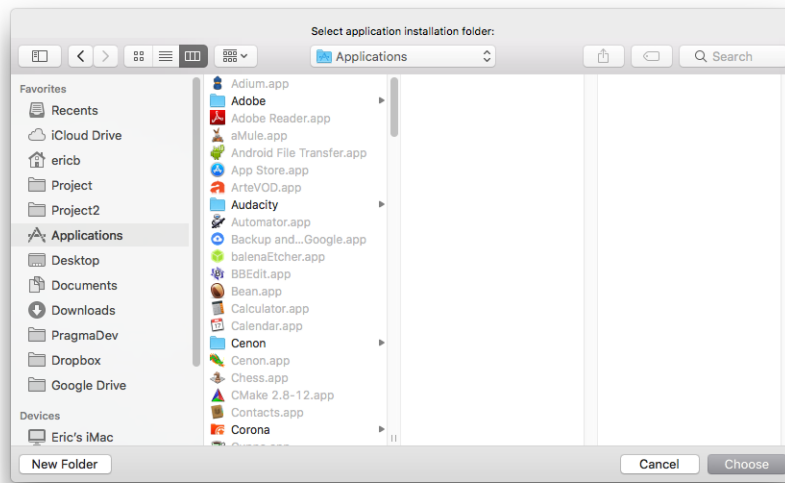 Select application installation folder:
Applications
Search
Favorites
Recents
iCloud Drive
ericb
Project
Project2
Applications
Desktop
Documents
Downloads
PragmaDev
Dropbox
Google Drive
Devices
Eric's iMac
Adium.app
Adobe
Adobe Reader.app
aMule.app
Android File Transfer.app
App Store.app
ArteVOD.app
Audacity
Automator.app
Backup and...Google.app
balenaEtcher.app
BBEdit.app
Bean.app
Calculator.app
Calendar.app
Cenon
Cenon.app
Chess.app
CMake 2.8-12.app
Contacts.app
Corona
New Folder
Cancel
Choose